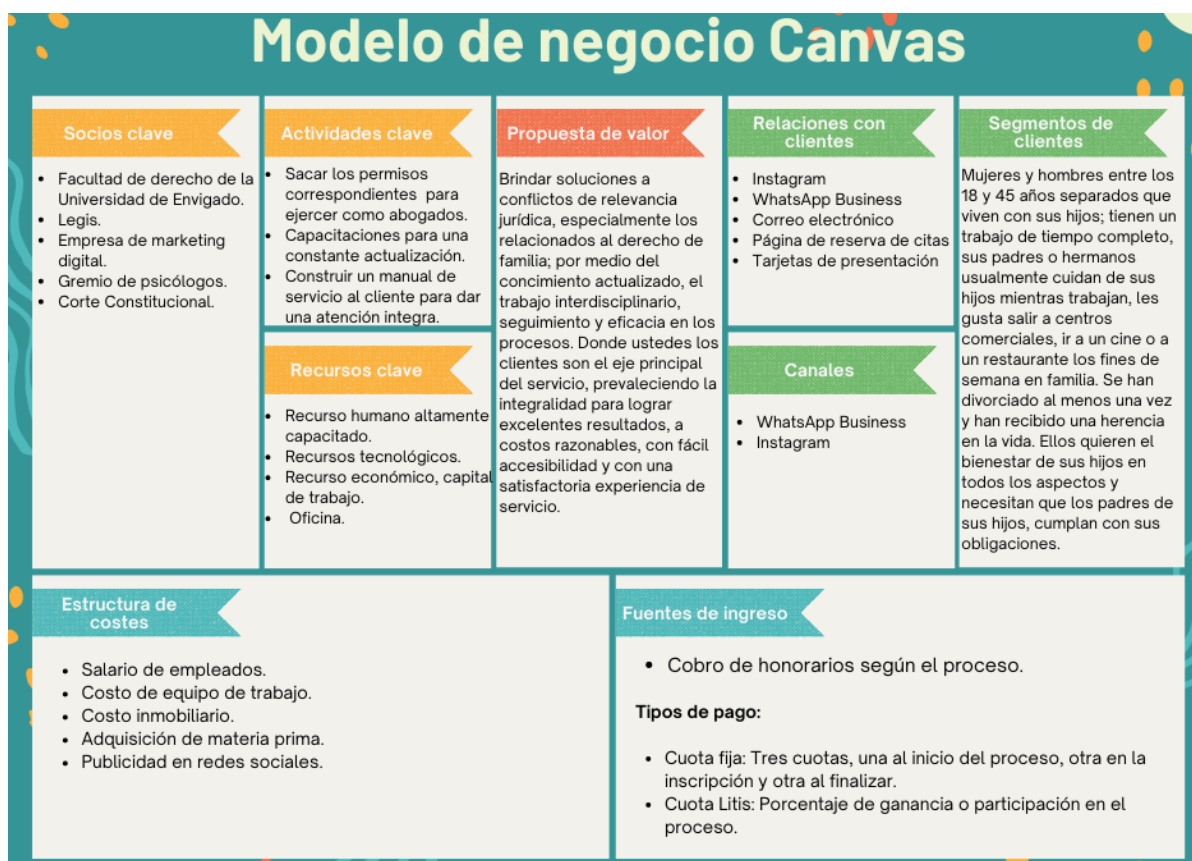 Modelo de negocio Canvas
Socios clave
• Facultad de derecho de la
Universidad de Envigado.
• Legis.
• Empresa de marketing
digital.
• Gremio de psicólogos.
• Corte Constitucional.
Actividades clave
• Sacar los permisos
correspondientes para
ejercer como abogados.
• Capacitaciones para una
constante actualización.
• Construir un manual de
servicio al cliente para dar
una atención integra.
Recursos clave
• Recurso humano altamente
capacitado.
• Recursos tecnológicos.
• Recurso económico, capital
de trabajo.
• Oficina.
Propuesta de valor
Brindar soluciones a
conflictos de relevancia
jurídica, especialmente los
relacionados al derecho de
familia; por medio del
concimiento actualizado, el
trabajo interdisciplinario,
seguimiento y eficacia en los
procesos. Donde ustedes los
clientes son el eje principal
del servicio, prevaleciendo la
integralidad para lograr
excelentes resultados, a
costos razonables, con fácil
accesibilidad y con una
satisfactoria experiencia de
servicio.
Relaciones con
clientes
• Instagram
• WhatsApp Business
• Correo electrónico
• Página de reserva de citas
• Tarjetas de presentación
Canales
• WhatsApp Business
• Instagram
Segmentos de
clientes
Mujeres y hombres entre los
18 y 45 años separados que
viven con sus hijos; tienen un
trabajo de tiempo completo,
sus padres o hermanos
usualmente cuidan de sus
hijos mientras trabajan, les
gusta salir a centros
comerciales, ir a un cine o a
un restaurante los fines de
semana en familia. Se han
divorciado al menos una vez
y han recibido una herencia
en la vida. Ellos quieren el
bienestar de sus hijos en
todos los aspectos y
necesitan que los padres de
sus hijos, cumplan con sus
obligaciones.
Estructura de
costes
• Salario de empleados.
• Costo de equipo de trabajo.
• Costo inmobiliario.
• Adquisición de materia prima.
• Publicidad en redes sociales.
Fuentes de ingreso
• Cobro de honorarios según el proceso.
Tipos de pago:
• Cuota fija: Tres cuotas, una al inicio del proceso, otra en la
inscripción y otra al finalizar.
• Cuota Litis: Porcentaje de ganancia o participación en el
proceso.